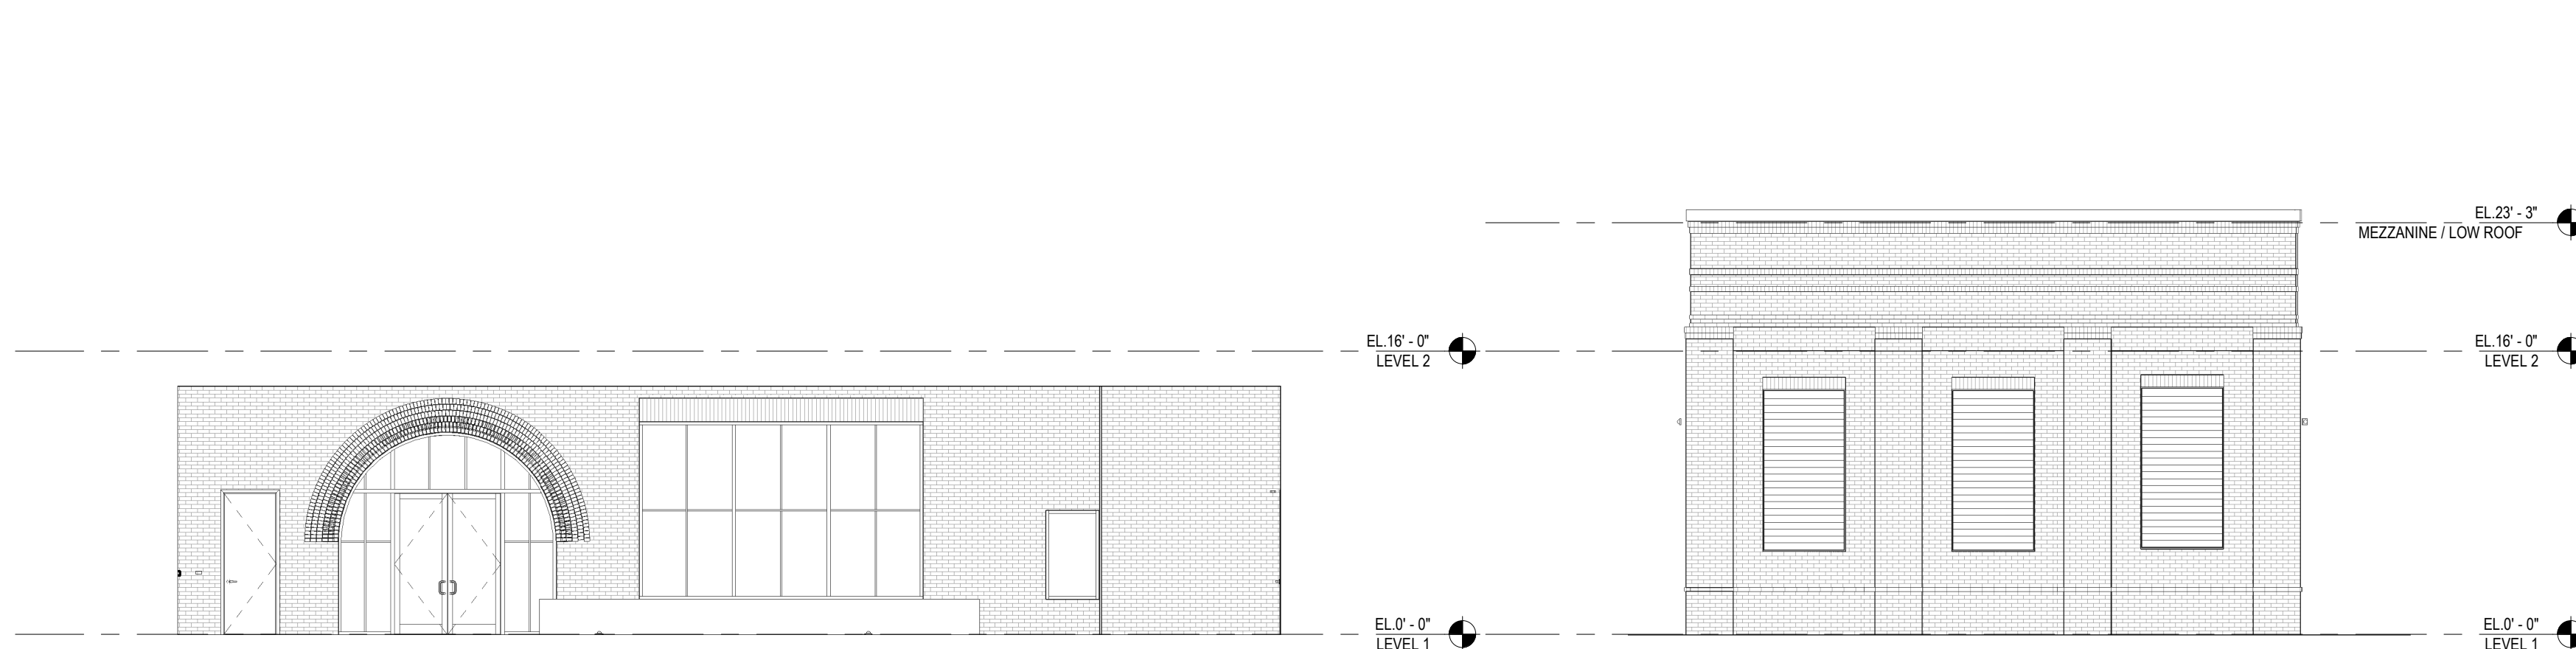 EL.23' - 3"
MEZZANINE / LOW ROOF
EL.16' - 0"
LEVEL 2
EL.16' - 0"
LEVEL 2
EL.0' - 0"
LEVEL 1
EL.0' - 0"
LEVEL 1